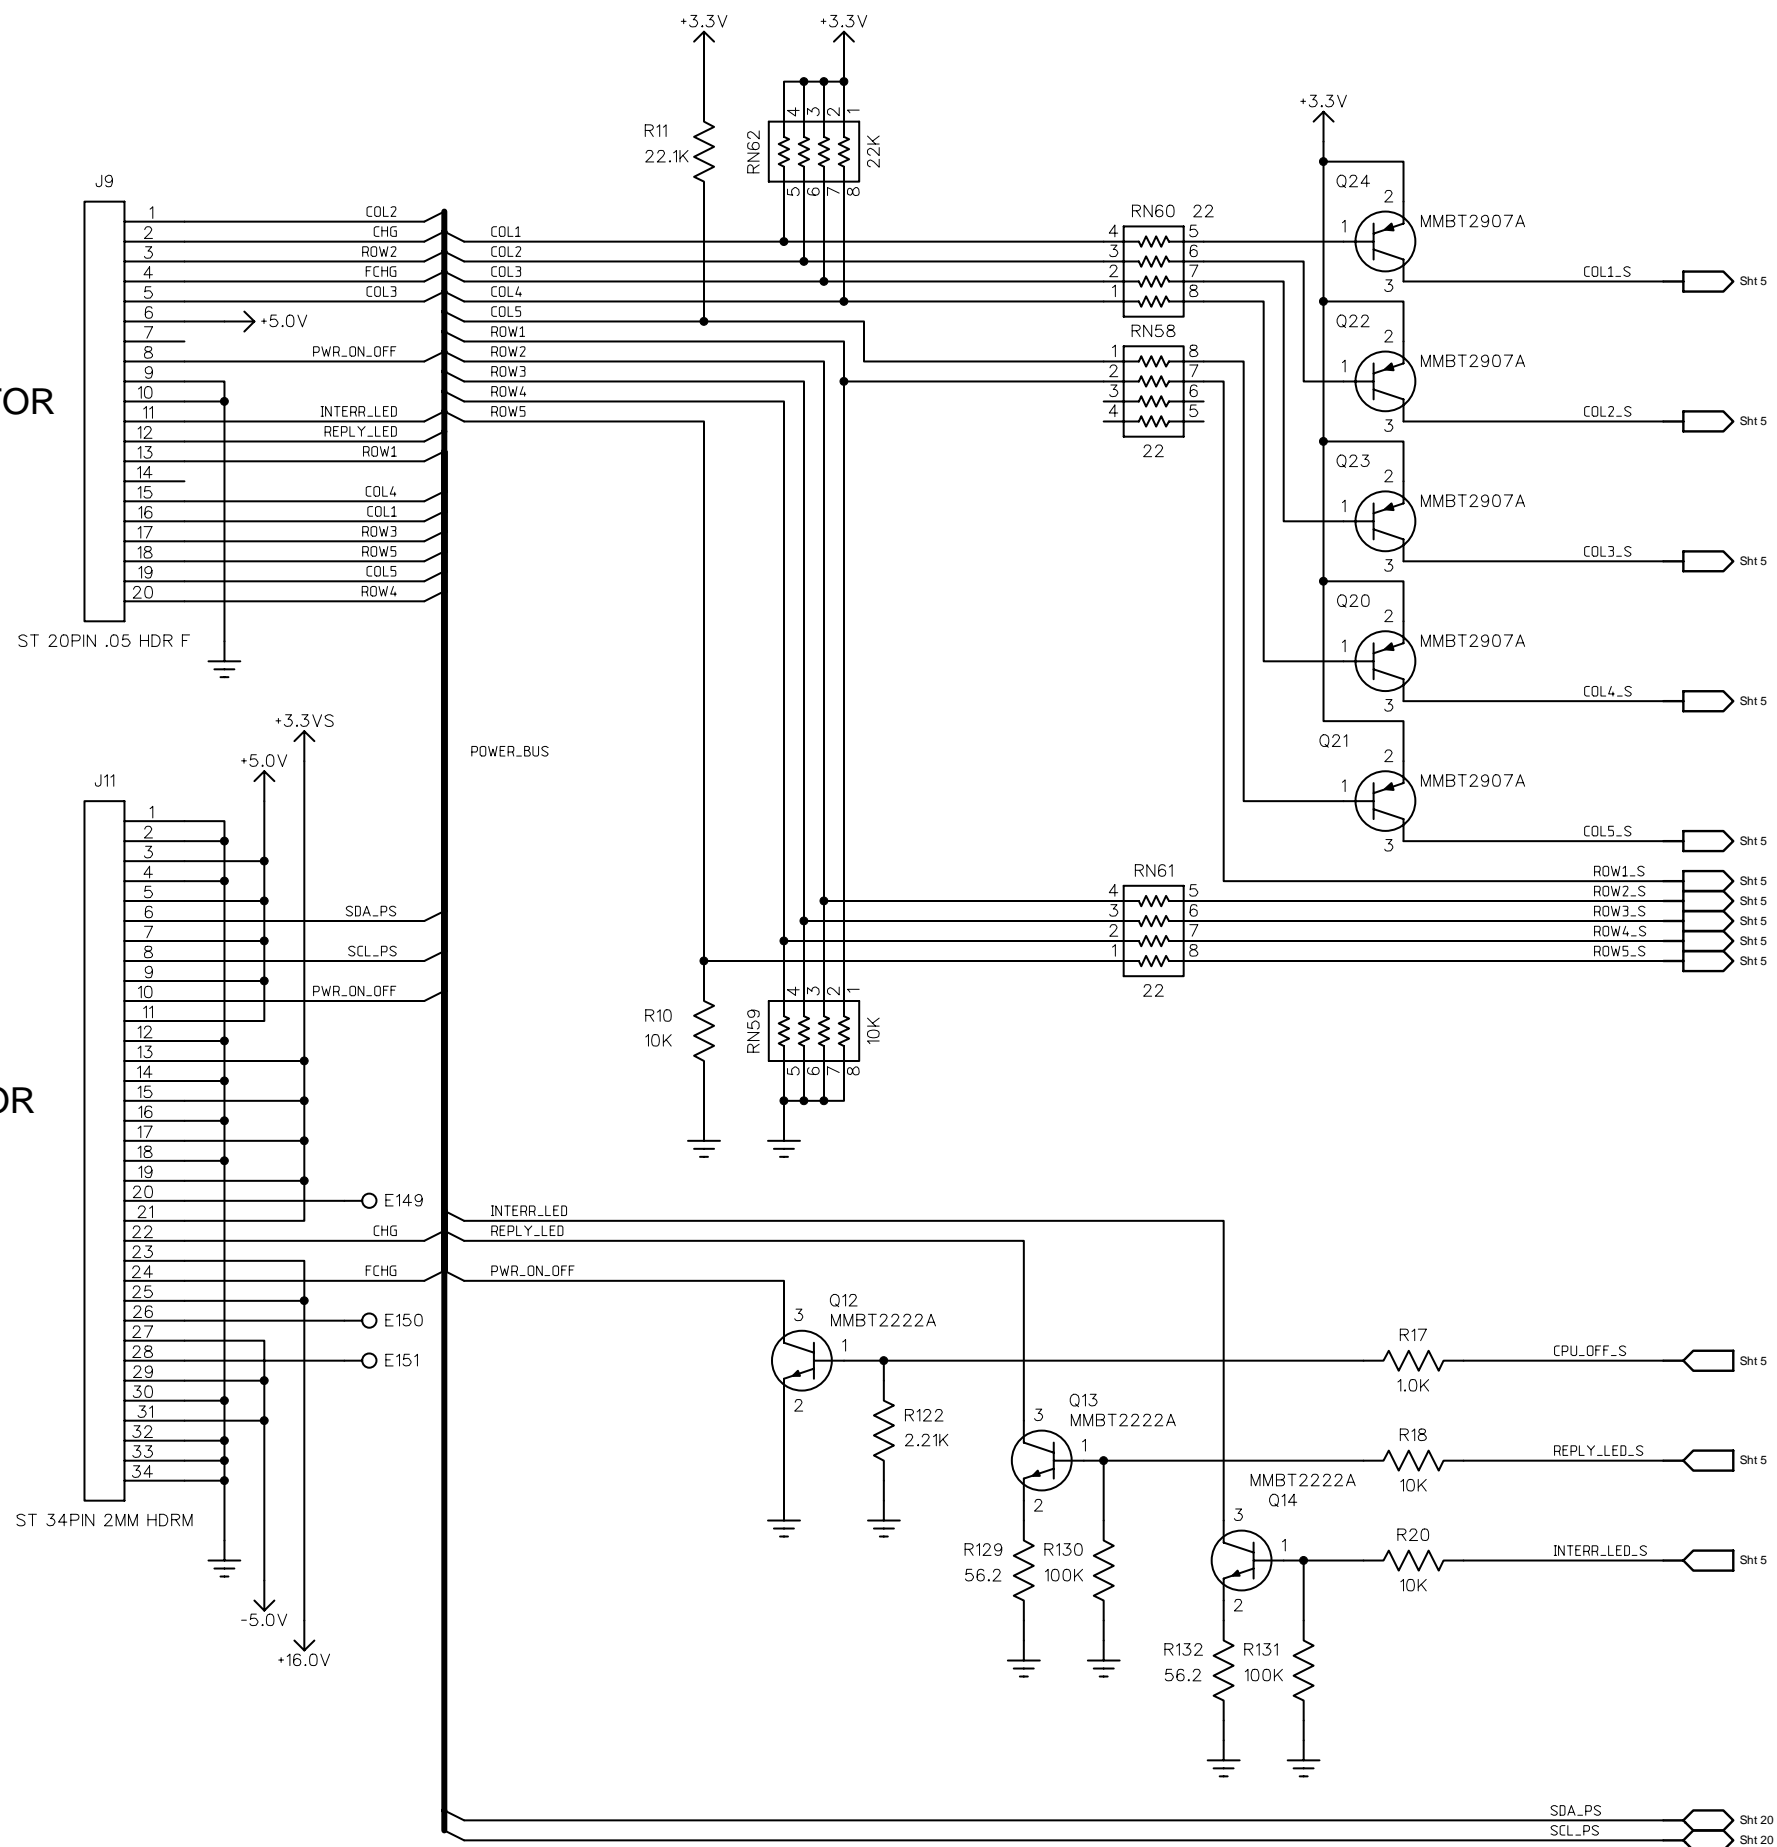 +3.3V
+3.3V
R11
22.1K
RN62
4
3
2
1
22K
5
6
7
8
+3.3V
J9
1 COL2
2 CHG
3 ROW2
4 FCHG
5 COL3
6 +5.0V
7
8 PWR_ON_OFF
9
10
11 INTERR_LED
12 REPLY_LED
13 ROW1
14
15 COL4
16 COL1
17 ROW3
18 ROW5
19 COL5
20 ROW4
ST 20PIN .05 HDR F
TOR
COL1
COL2
COL3
COL4
COL5
ROW1
ROW2
ROW3
ROW4
ROW5
RN60 22
4 5
3 6
2 7
1 8
RN58
1 8
2 7
3 6
4 5
22
Q24
2
1 MMBT2907A
3
COL1_S Sht 5
Q22
2
1 MMBT2907A
3
COL2_S Sht 5
Q23
2
1 MMBT2907A
3
COL3_S Sht 5
Q20
2
1 MMBT2907A
3
COL4_S Sht 5
Q21
2
1 MMBT2907A
3
COL5_S Sht 5
ROW1_S Sht 5
ROW2_S Sht 5
ROW3_S Sht 5
ROW4_S Sht 5
ROW5_S Sht 5
RN61
4 5
3 6
2 7
1 8
22
POWER_BUS
R10
10K
RN59
4
3
2
1
10K
5
6
7
8
+3.3VS
+5.0V
J11
1
2
3
4
5
6 SDA_PS
7
8 SCL_PS
9
10 PWR_ON_OFF
11
12
13
14
15
16
17
18
19
20 E149
21
22 CHG
23
24 FCHG
25
26 E150
27
28 E151
29
30
31
32
33
34
ST 34PIN 2MM HDRM
OR
-5.0V
+16.0V
INTERR_LED
REPLY_LED
PWR_ON_OFF
Q12
MMBT2222A
3
1
2
R122
2.21K
R17
1.0K
CPU_OFF_S Sht 5
Q13
MMBT2222A
3
1
2
R18
10K
REPLY_LED_S Sht 5
R129
56.2
R130
100K
MMBT2222A
Q14
3
1
2
R20
10K
INTERR_LED_S Sht 5
R132
56.2
R131
100K
SDA_PS Sht 20
SCL_PS Sht 20